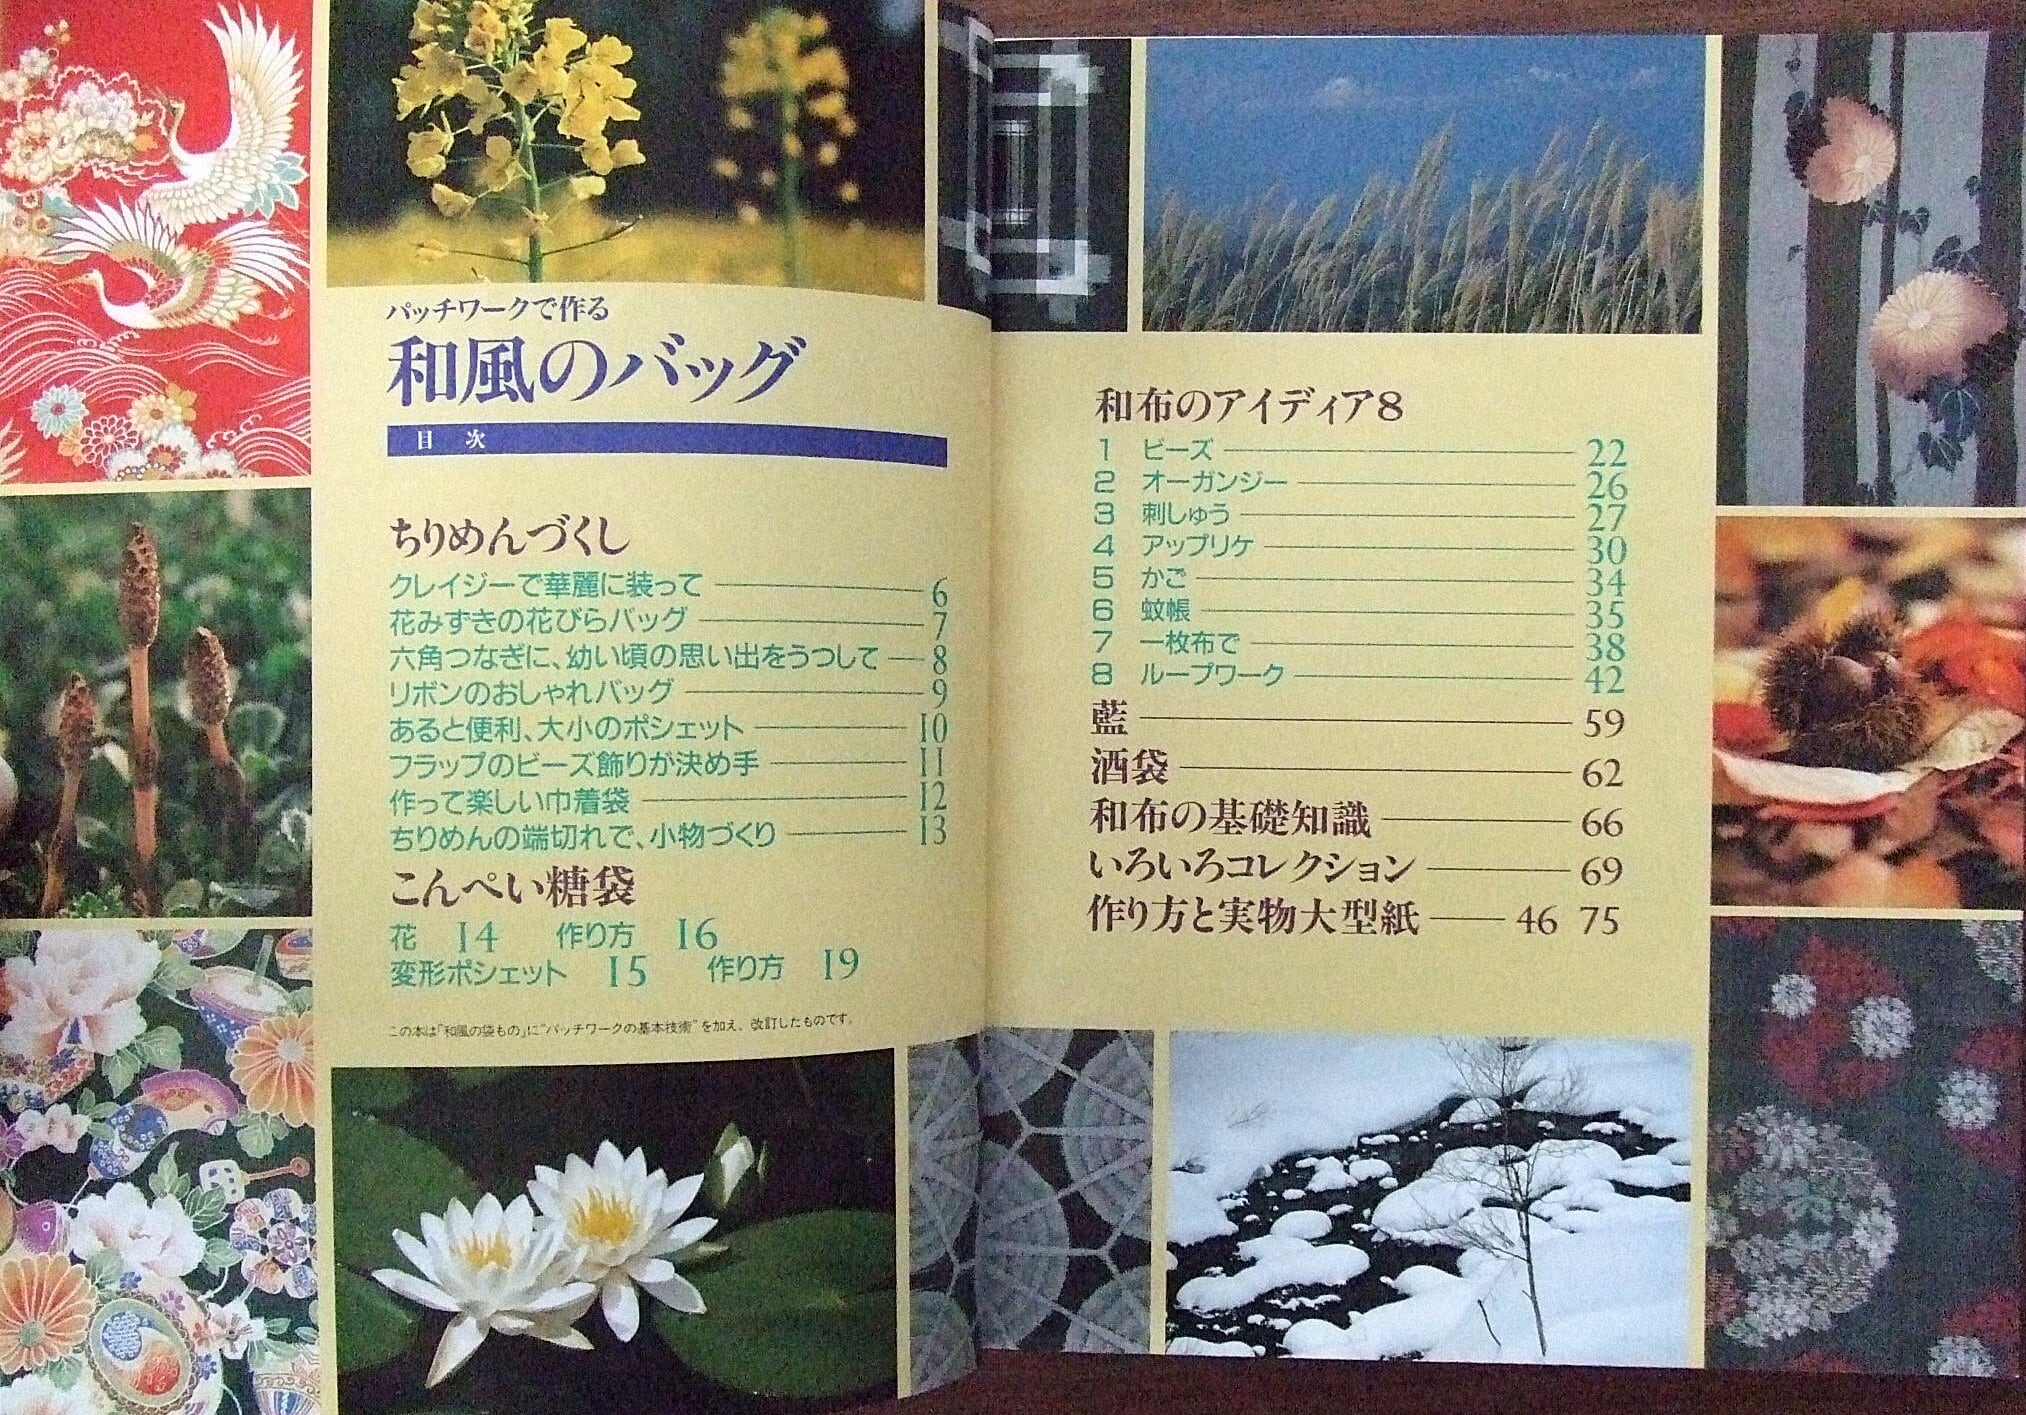 パッチワークで作る
和風のバッグ
目次
ちりめんづくし
クレイジーで華麗に装って 6
花みずきの花びらバッグ 7
六角つなぎに、幼い頃の思い出をうつして 8
リボンのおしゃれバッグ 9
あると便利、大小のポシェット 10
フラップのビーズ飾りが決め手 11
作って楽しい巾着袋 12
ちりめんの端切れで、小物づくり 13
こんぺい糖袋
花 14 作り方 16
変形ポシェット 15 作り方 19
この本は「和風の袋もの」に"パッチワークの基本技術"を加え、改訂したものです。
和布のアイディア8
1 ビーズ 22
2 オーガンジー 26
3 刺しゅう 27
4 アップリケ 30
5 かご 34
6 蚊帳 35
7 一枚布で 38
8 ループワーク 42
藍 59
酒袋 62
和布の基礎知識 66
いろいろコレクション 69
作り方と実物大型紙 46 75